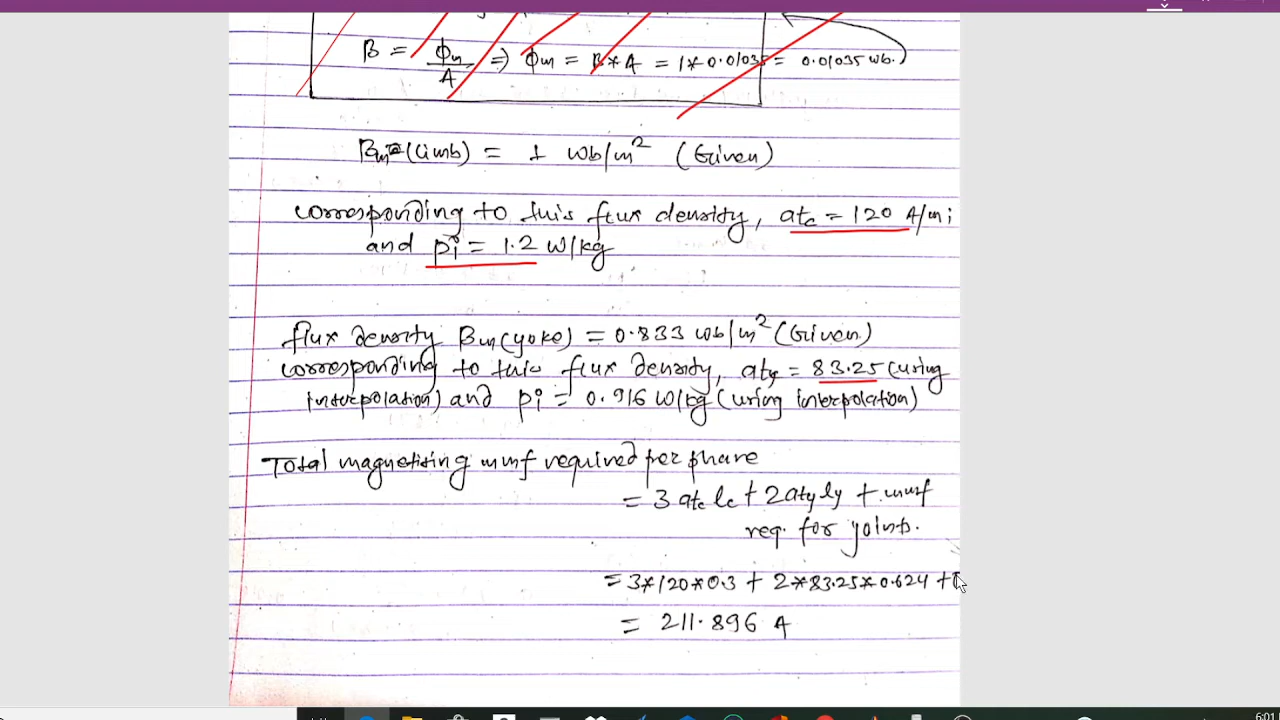 B = Φm/A => Φm = B*A = 1*0.01035 = 0.01035 wb.
Bm=(limb) = 1 wb/m² (Given)
corresponding to this flux density, atc = 120 A/m;
and pi = 1.2 W/kg
flux density Bm(yoke) = 0.833 wb/m² (Given)
corresponding to this flux density, aty = 83.25 (using
interpolation) and pi = 0.916 W/kg (using interpolation)
Total magnetising mmf required per phase
= 3 atc lc + 2 aty ly + mmf
req. for joints.
= 3*120*0.3 + 2*83.25*0.624 +
= 211.896 A
6:01